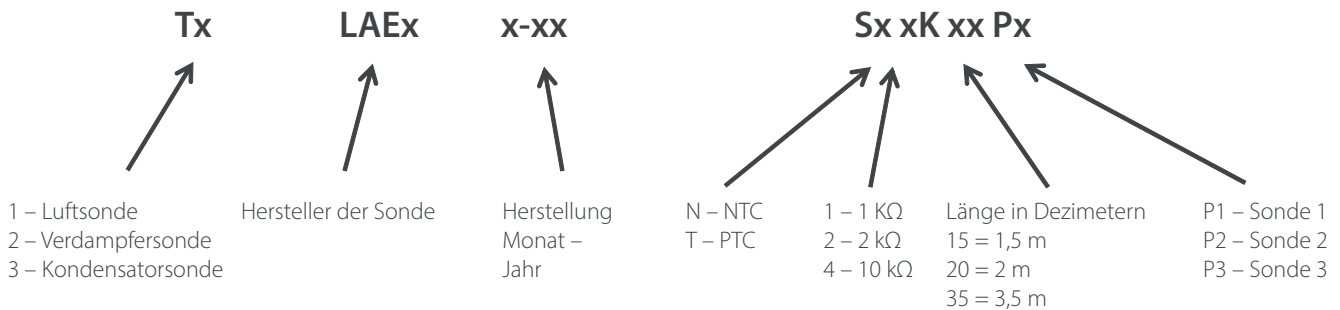 Tx LAEx x-xx Sx xK xx Px
1 – Luftsonde
2 – Verdampfersonde
3 – Kondensatorsonde
Hersteller der Sonde
Herstellung
Monat –
Jahr
N – NTC
T – PTC
1 – 1 KΩ
2 – 2 kΩ
4 – 10 kΩ
Länge in Dezimetern
15 = 1,5 m
20 = 2 m
35 = 3,5 m
P1 – Sonde 1
P2 – Sonde 2
P3 – Sonde 3